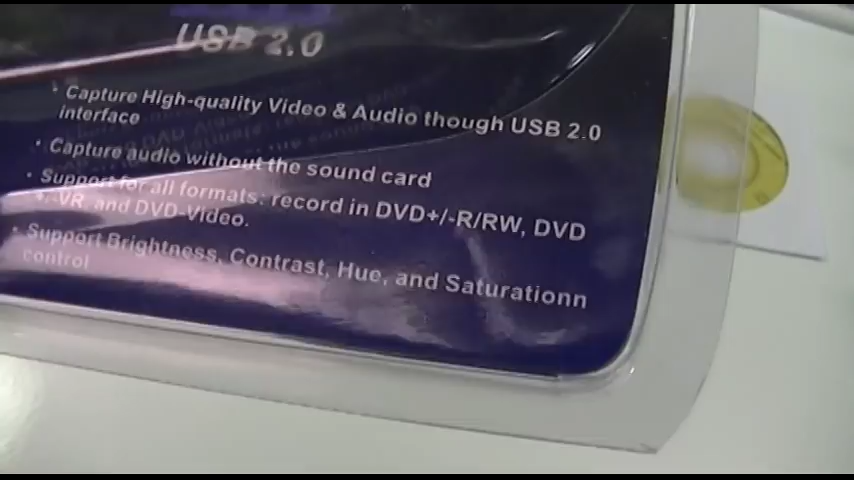 USB 2.0
• Capture High-quality Video & Audio though USB 2.0
interface
• Capture audio without the sound card
• Support for all formats: record in DVD+/-R/RW, DVD
+/-VR, and DVD-Video.
• Support Brightness, Contrast, Hue, and Saturationn
control